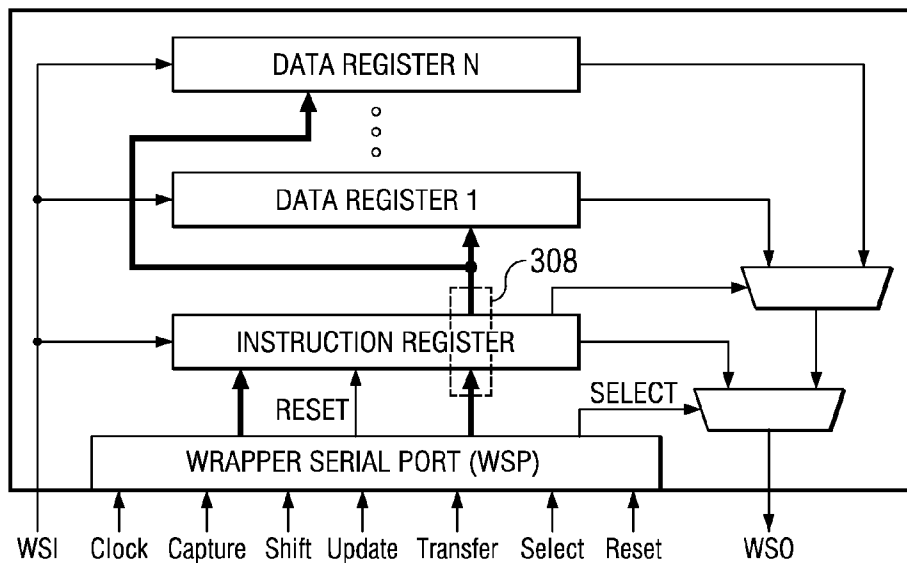 DATA REGISTER N
DATA REGISTER 1
308
INSTRUCTION REGISTER
RESET
SELECT
WRAPPER SERIAL PORT (WSP)
WSI Clock Capture Shift Update Transfer Select Reset WSO